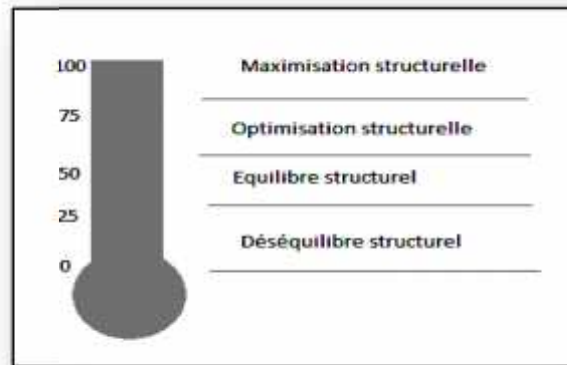 100 Maximisation structurelle
75
Optimisation structurelle
50 Equilibre structurel
25
Déséquilibre structurel
0